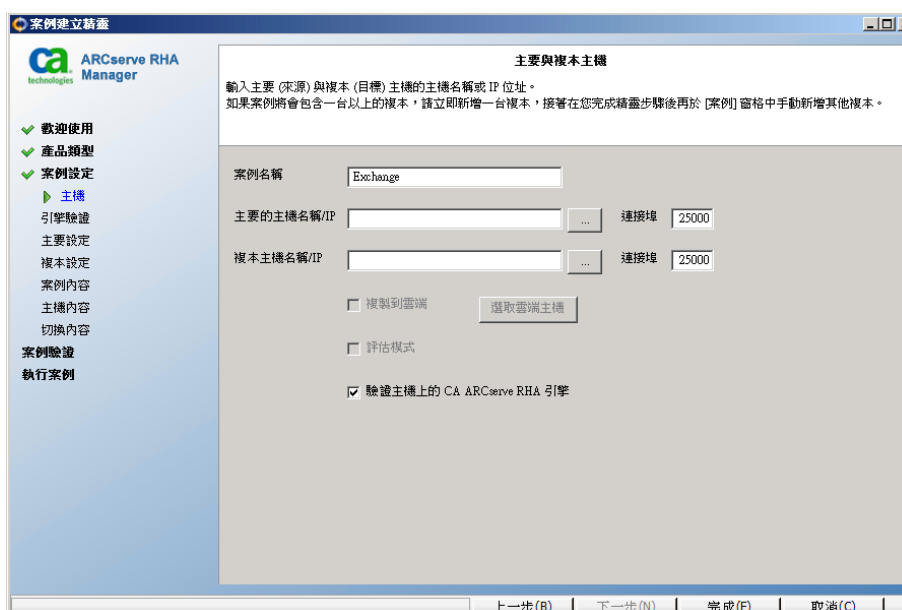 案例建立精靈
ca
technologies
ARCserve RHA
Manager
歡迎使用
產品類型
案例設定
主機
引擎驗證
主要設定
複本設定
案例內容
主機內容
切換內容
案例驗證
執行案例
主要與複本主機
輸入主要 (來源) 與複本 (目標) 主機的主機名稱或 IP 位址。
如果案例將會包含一台以上的複本，請立即新增一台複本，接著在您完成精靈步驟後再於 [案例] 窗格中手動新增其他複本。
案例名稱 Exchange
主要的主機名稱/IP ... 連接埠 25000
複本主機名稱/IP ... 連接埠 25000
複製到雲端 選取雲端主機
評估模式
驗證主機上的 CA ARCserve RHA 引擎
上一步(B) 下一步(N) 完成(F) 取消(C)